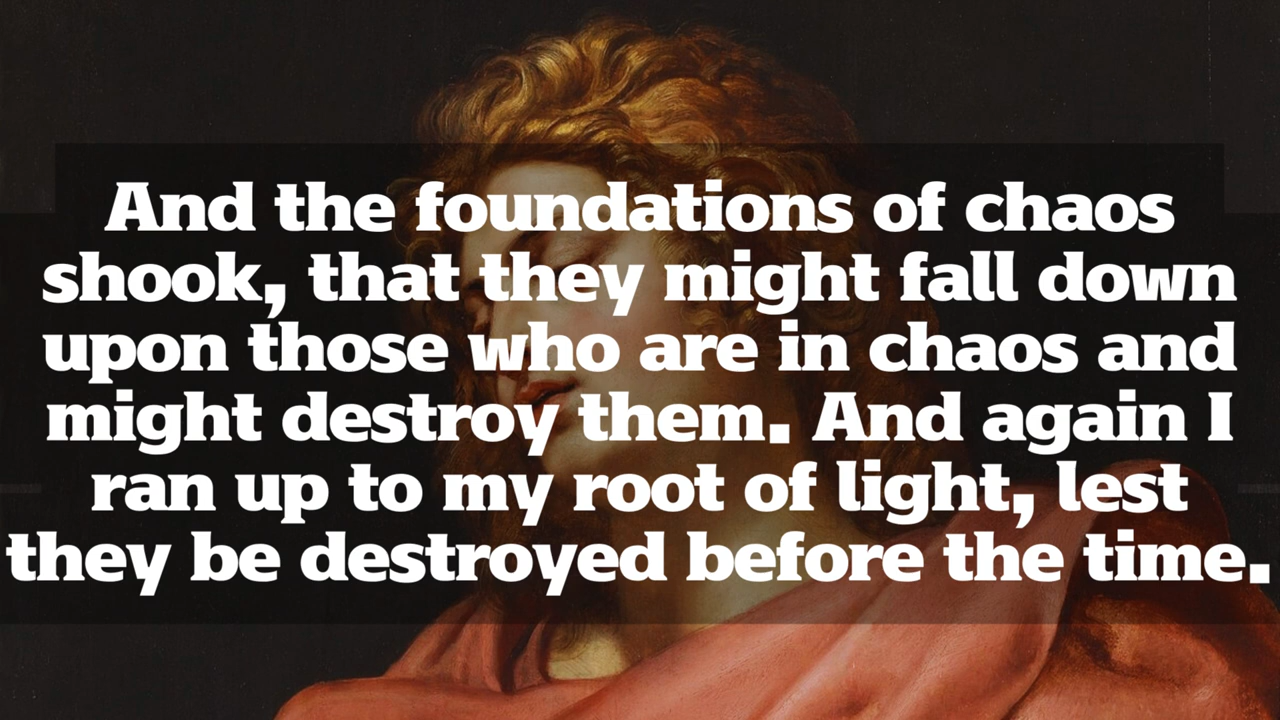 And the foundations of chaos
shook, that they might fall down
upon those who are in chaos and
might destroy them. And again I
ran up to my root of light, lest
they be destroyed before the time.